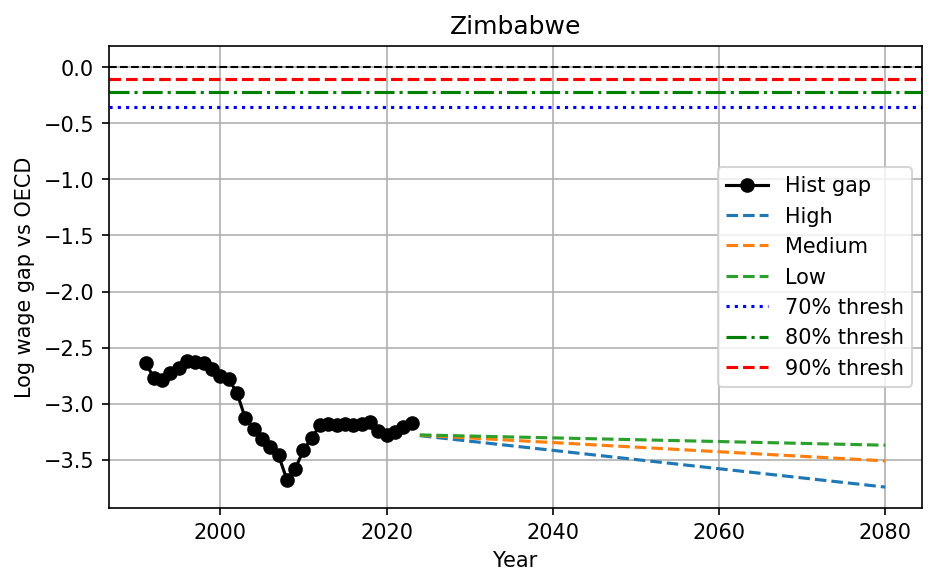 Zimbabwe
Log wage gap vs OECD
0.0
−0.5
−1.0
−1.5
−2.0
−2.5
−3.0
−3.5
Hist gap
High
Medium
Low
70% thresh
80% thresh
90% thresh
2000
2020
2040
2060
2080
Year